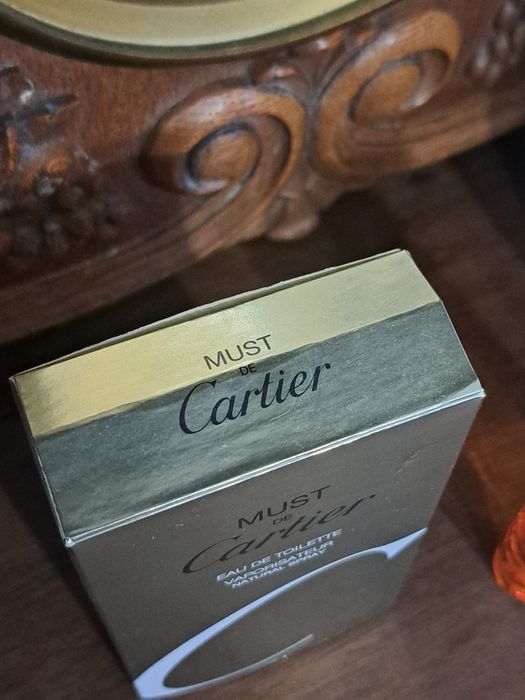 MUST
DE
Cartier
MUST
DE
Cartier
EAU DE TOILETTE
VAPORISATEUR
NATURAL SPRAY